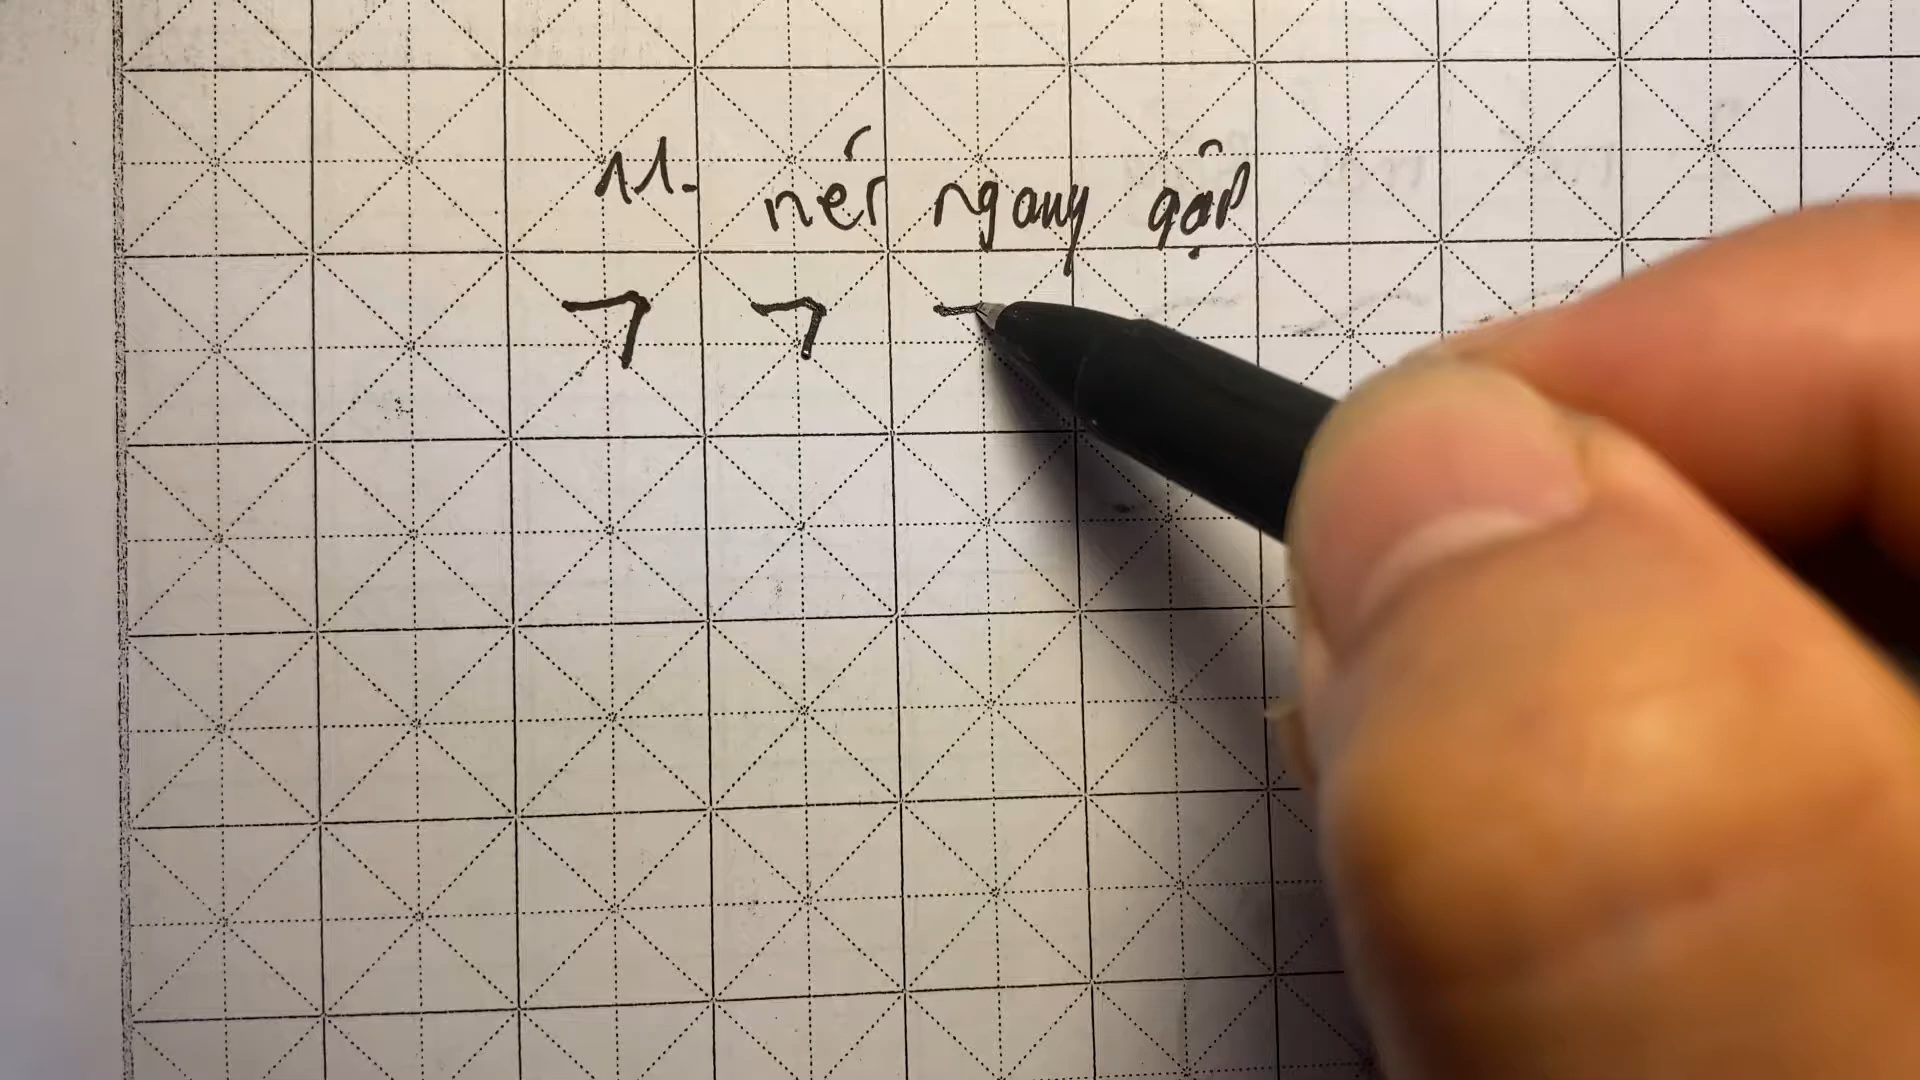 11. nét ngang gập
㇕ ㇕